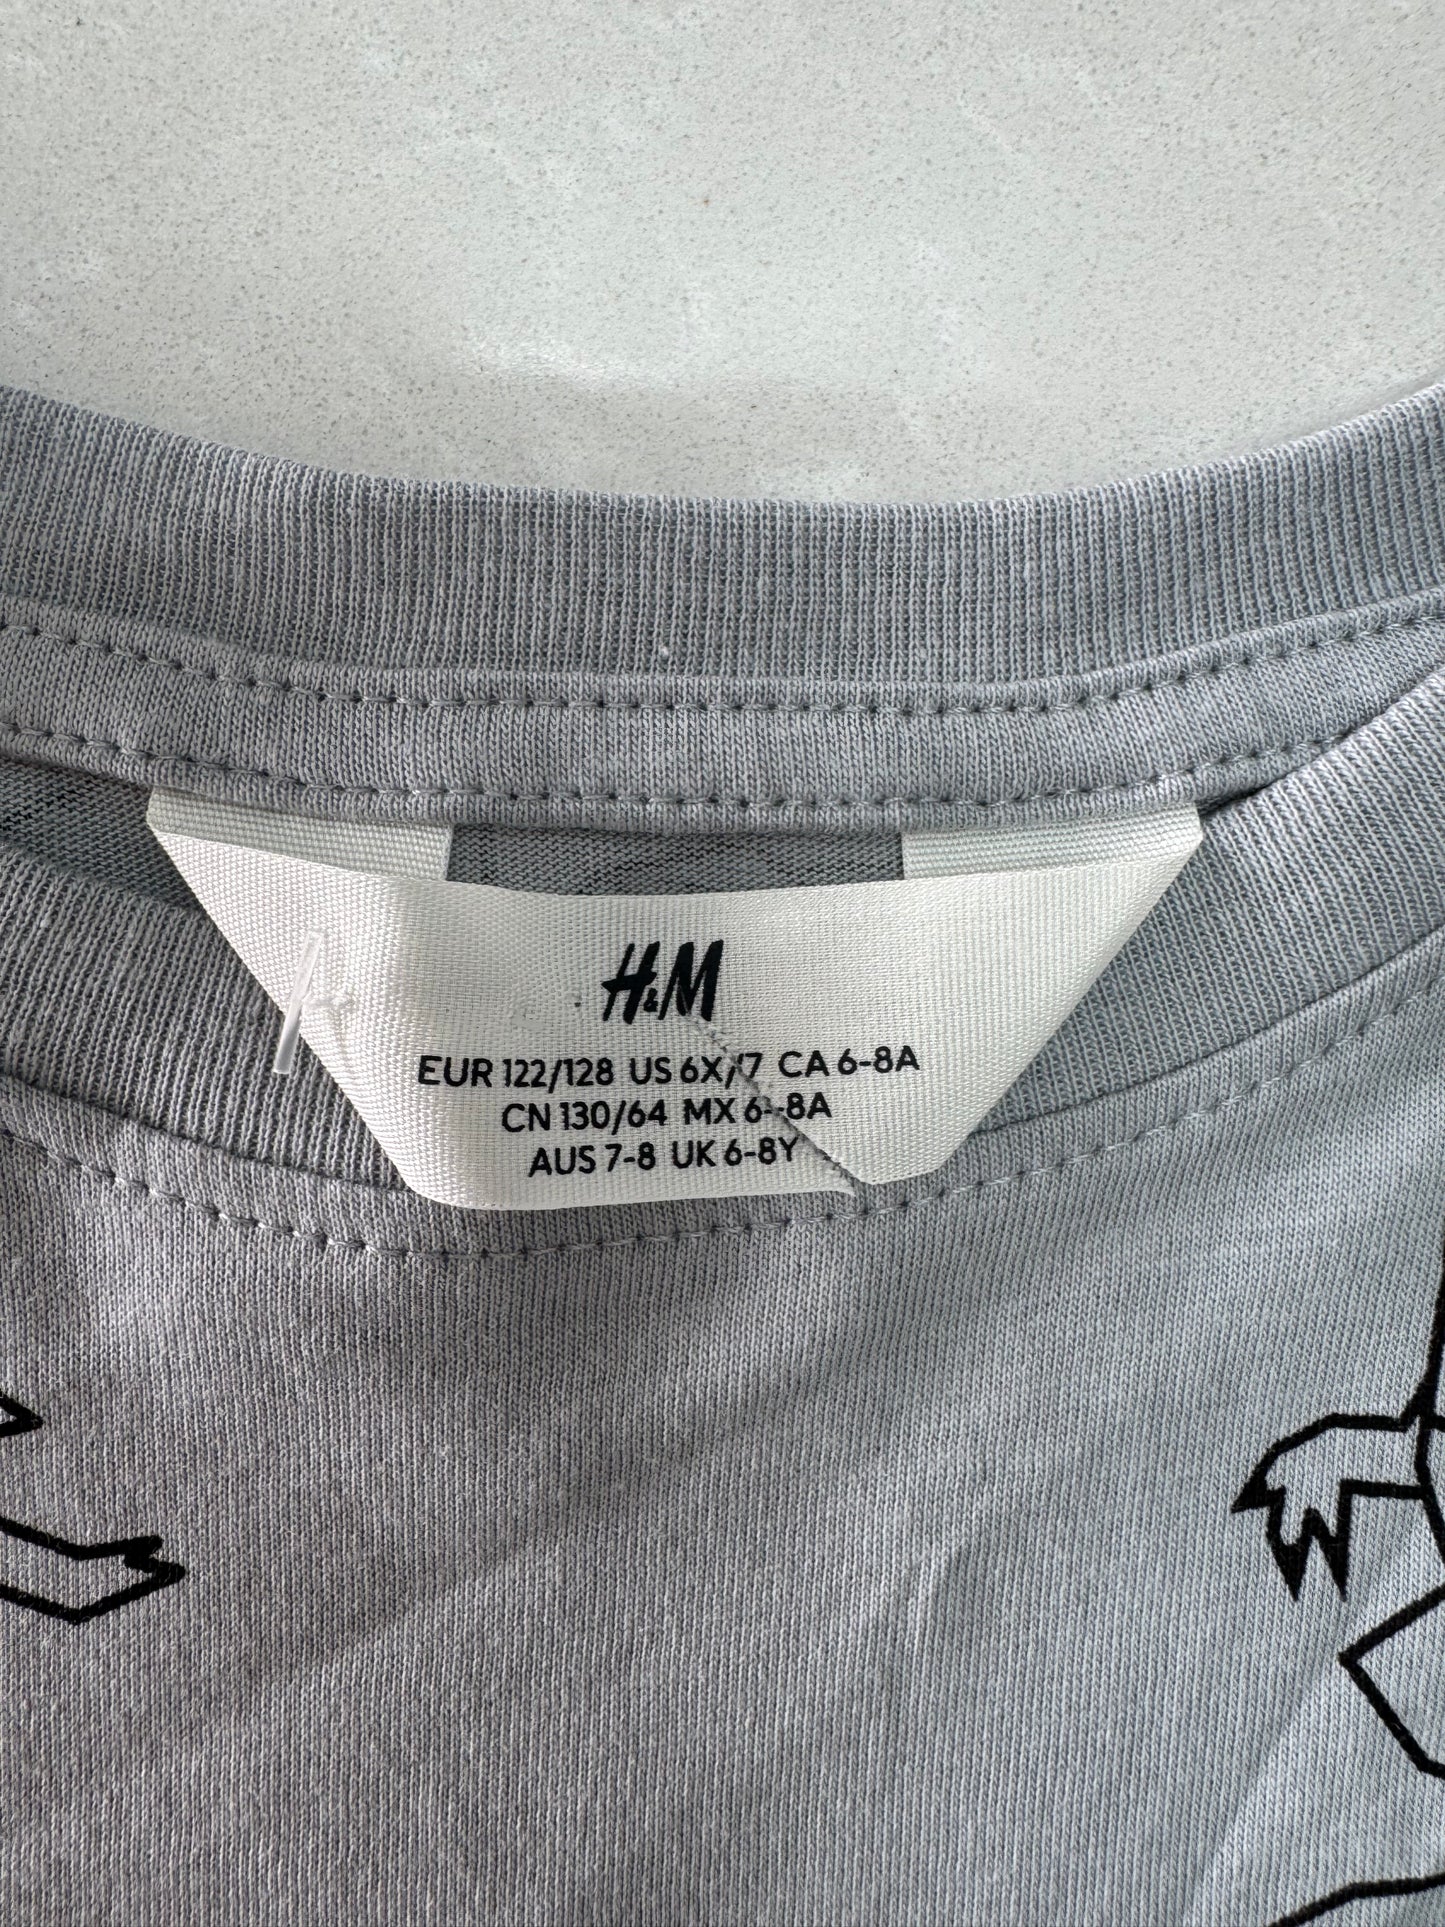 H&M
EUR 122/128 US 6X/7 CA 6-8A
CN 130/64 MX 6-8A
AUS 7-8 UK 6-8Y